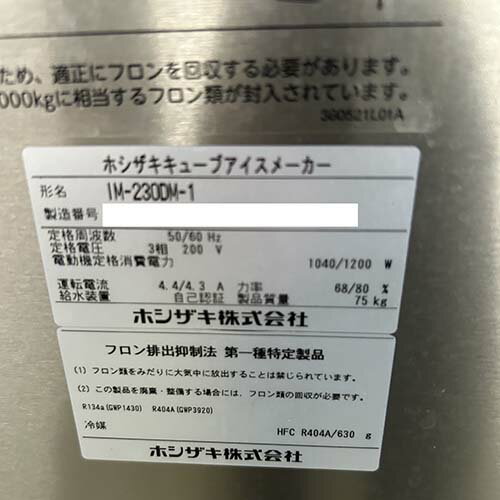 ため、適正にフロンを回収する必要があります。
000kgに相当するフロン類が封入されています。
360521L01A
ホシザキキューブアイスメーカー
形名 IM-230DM-1
製造番号
定格周波数 50/60 Hz
定格電圧 3相 200 V
電動機定格消費電力 1040/1200 W
運転電流 4.4/4.3 A 力率 68/80 %
給水装置 自己認証 製品質量 75 kg
ホシザキ株式会社
フロン排出抑制法 第一種特定製品
(1) フロン類をみだりに大気中に放出することは禁じられています。
(2) この製品を廃棄・整備する場合には、フロン類の回収が必要です。
R134a(GWP1430) R404A(GWP3920)
冷媒 HFC R404A/630 g
ホシザキ株式会社